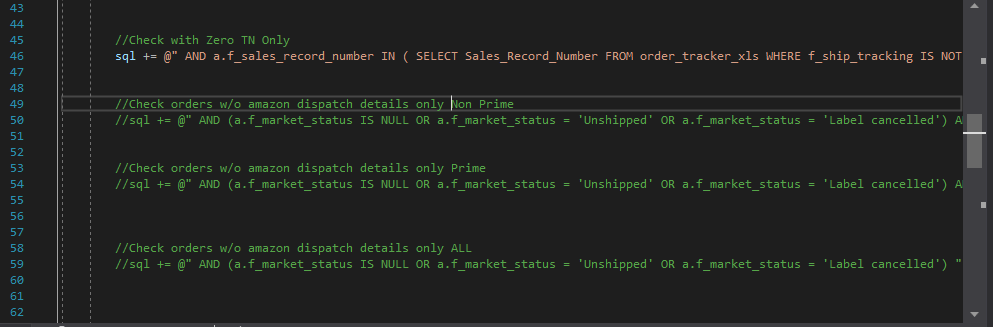 43
44
45 //Check with Zero TN Only
46 sql += @" AND a.f_sales_record_number IN ( SELECT Sales_Record_Number FROM order_tracker_xls WHERE f_ship_tracking IS NOT
47
48
49 //Check orders w/o amazon dispatch details only Non Prime
50 //sql += @" AND (a.f_market_status IS NULL OR a.f_market_status = 'Unshipped' OR a.f_market_status = 'Label cancelled') A
51
52
53 //Check orders w/o amazon dispatch details only Prime
54 //sql += @" AND (a.f_market_status IS NULL OR a.f_market_status = 'Unshipped' OR a.f_market_status = 'Label cancelled') A
55
56
57
58 //Check orders w/o amazon dispatch details only ALL
59 //sql += @" AND (a.f_market_status IS NULL OR a.f_market_status = 'Unshipped' OR a.f_market_status = 'Label cancelled') "
60
61
62